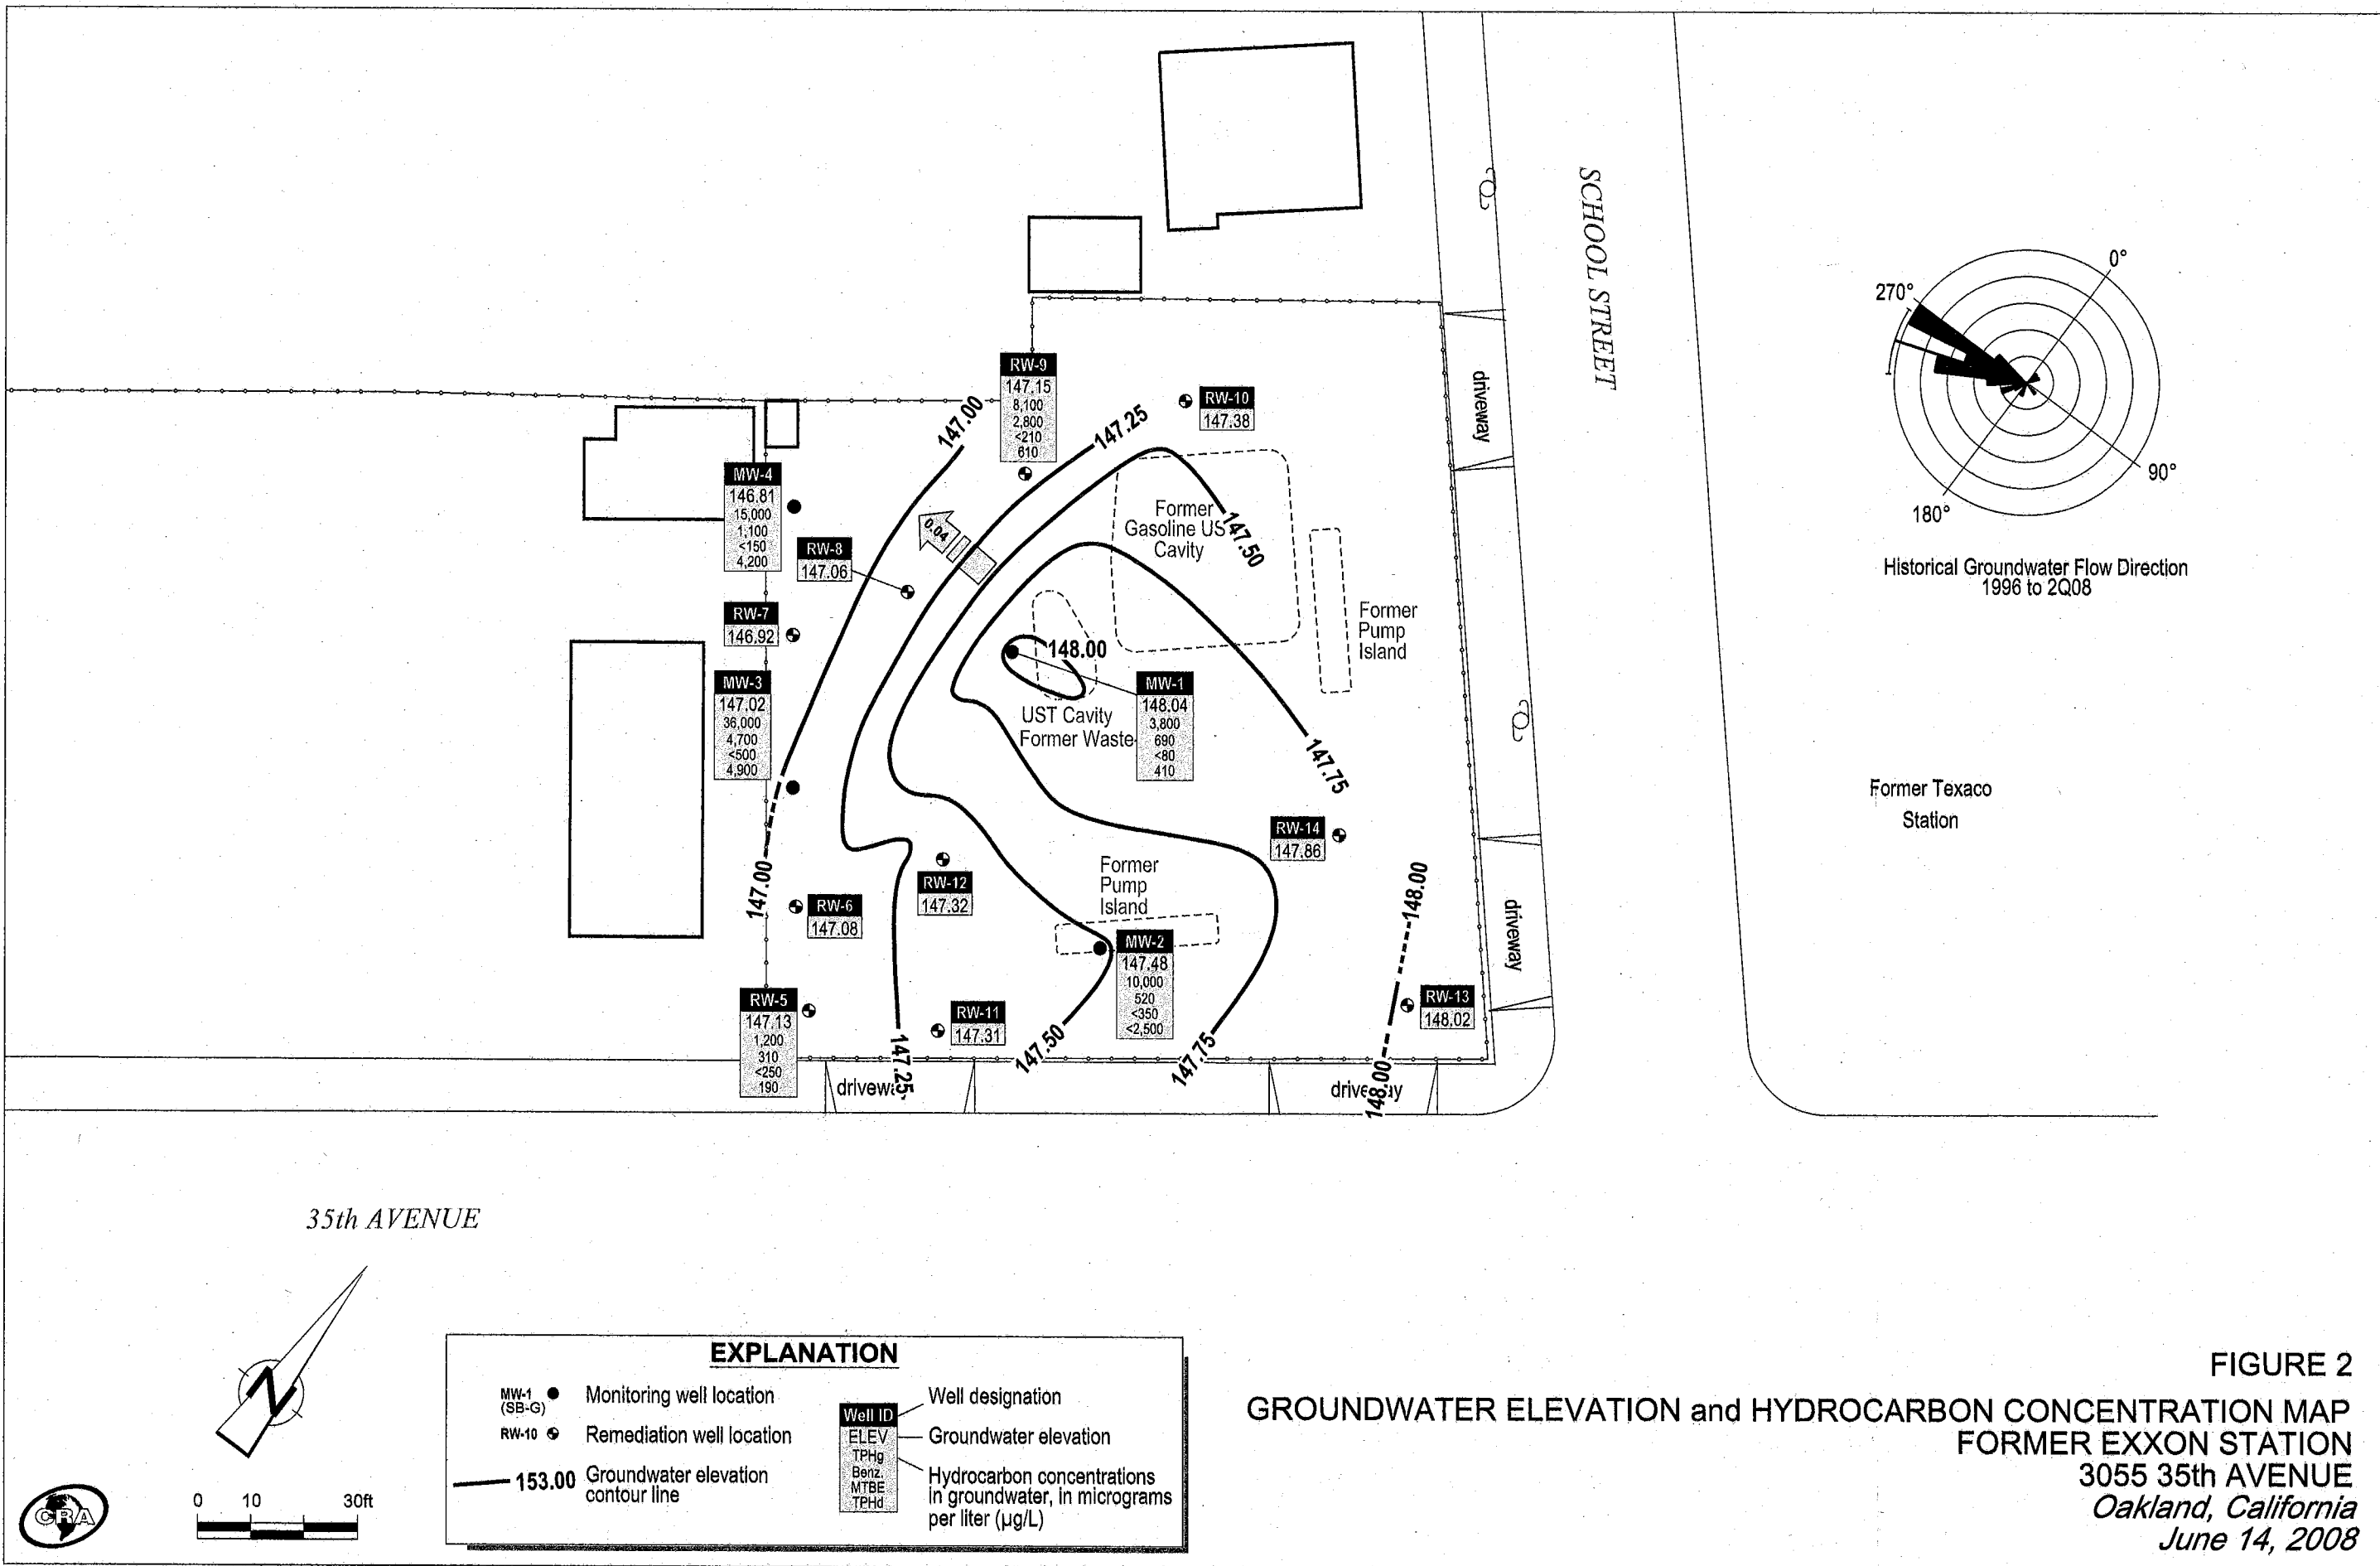 SCHOOL STREET
0°
270°
90°
180°
Historical Groundwater Flow Direction
1996 to 2Q08
driveway
RW-9
147.15
8,100
2,800
<210
610
RW-10
147.38
147.00
147.25
MW-4
146.81
15,000
1,100
<150
4,200
RW-8
147.06
0.04
Former
Gasoline US
Cavity
147.50
Former
Pump
Island
RW-7
146.92
148.00
MW-3
147.02
36,000
4,700
<500
4,900
MW-1
148.04
3,800
690
<80
410
UST Cavity
Former Waste
147.75
Former Texaco
Station
RW-14
147.86
147.00
RW-12
147.32
Former
Pump
Island
148.00
RW-6
147.08
driveway
MW-2
147.48
10,000
520
<350
<2,500
RW-5
147.13
1,200
310
<250
190
RW-11
147.31
RW-13
148.02
147.25
147.50
147.75
148.00
drivewa
driveway
35th AVENUE
N
0 10 30ft
CRA
EXPLANATION
MW-1
(SB-G)
Monitoring well location
RW-10
Remediation well location
153.00
Groundwater elevation
contour line
Well ID
ELEV
TPHg
Benz.
MTBE
TPHd
Well designation
Groundwater elevation
Hydrocarbon concentrations
in groundwater, in micrograms
per liter (µg/L)
FIGURE 2
GROUNDWATER ELEVATION and HYDROCARBON CONCENTRATION MAP
FORMER EXXON STATION
3055 35th AVENUE
Oakland, California
June 14, 2008